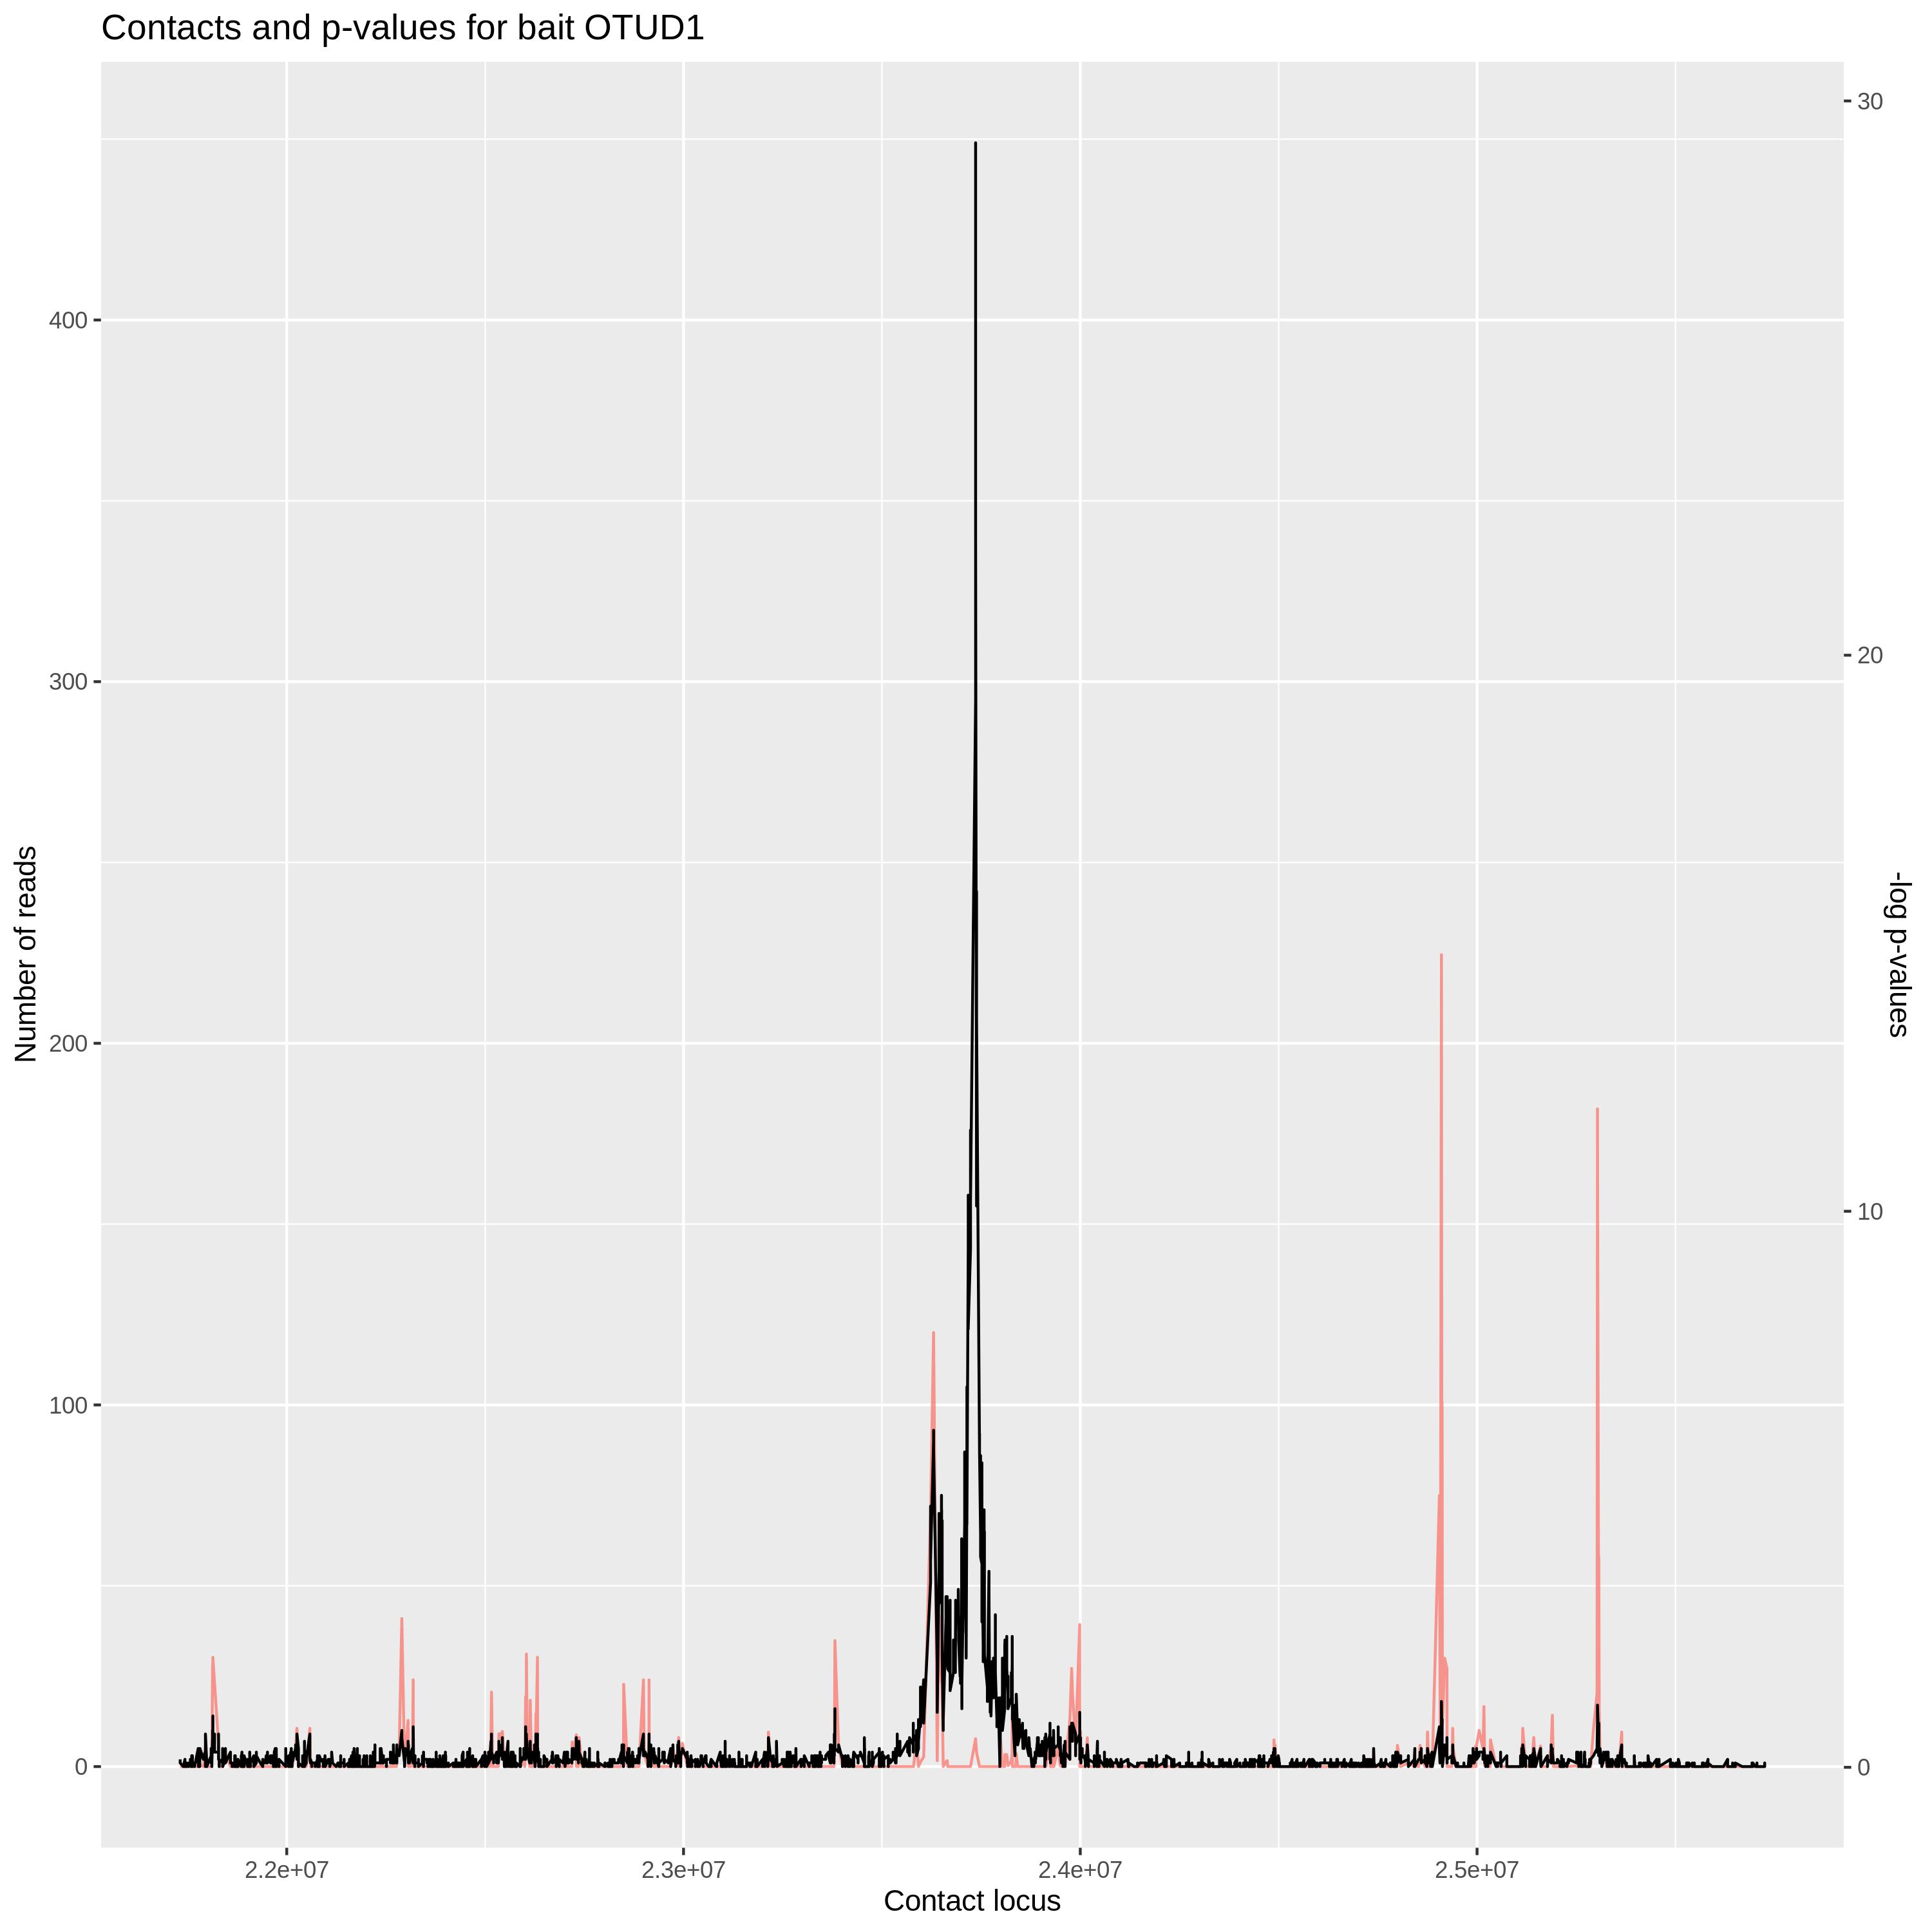 Contacts and p-values for bait OTUD1
30
400
20
300
Number of reads
-log p-values
200
10
100
0
0
2.2e+07
2.3e+07
2.4e+07
2.5e+07
Contact locus